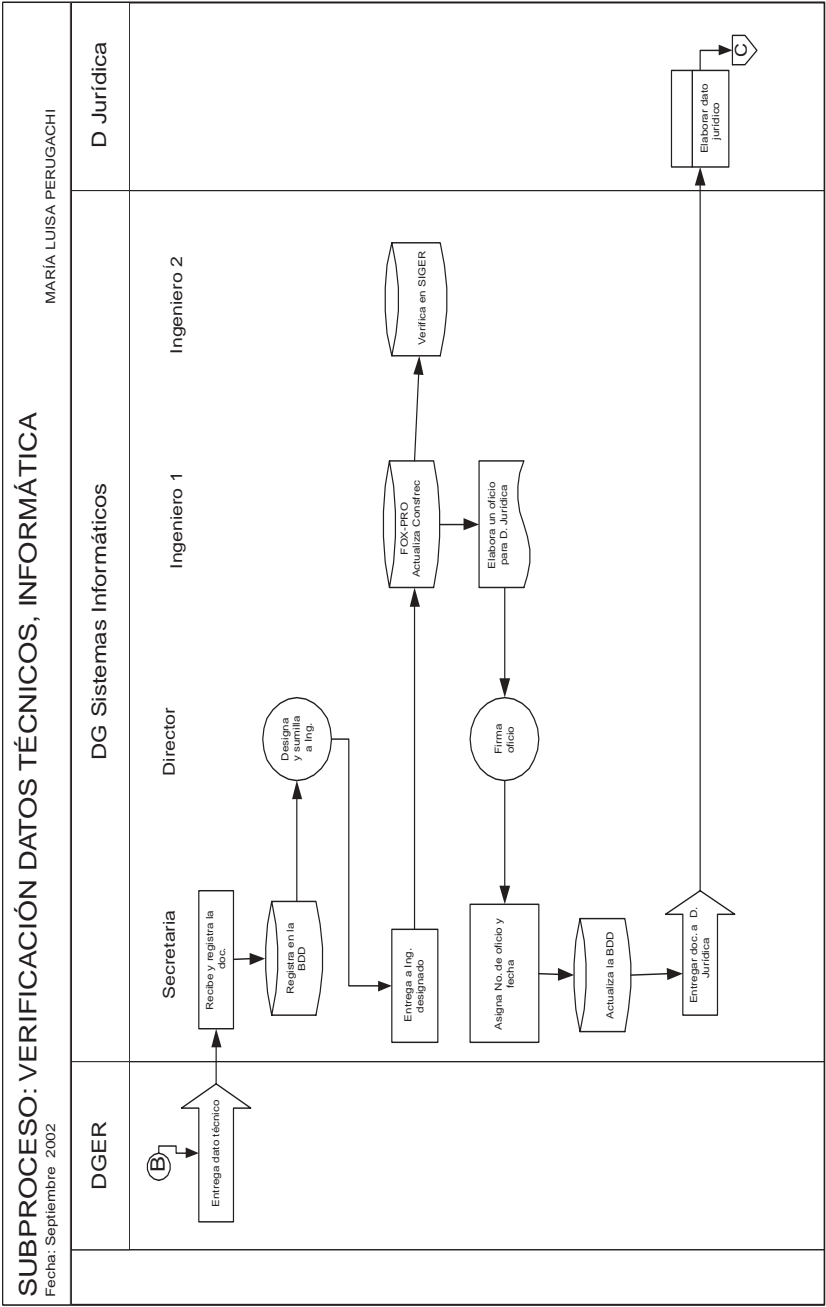 SUBPROCESO: VERIFICACIÓN DATOS TÉCNICOS, INFORMÁTICA
Fecha: Septiembre 2002
MARÍA LUISA PERUGACHI
DGER
DG Sistemas Informáticos
D Jurídica
Secretaria
Director
Ingeniero 1
Ingeniero 2
B
Entrega dato técnico
Recibe y registra la
doc.
Registra en la
BDD
Designa
y sumilla
a Ing.
Entrega a Ing.
designado
FOX-PRO
Actualiza Consfrec
Verifica en SIGER
Elabora un oficio
para D. Jurídica
Firma
oficio
Asigna No. de oficio y
fecha
Actualiza la BDD
Entregar doc. a D.
Jurídica
Elaborar dato
jurídico
C